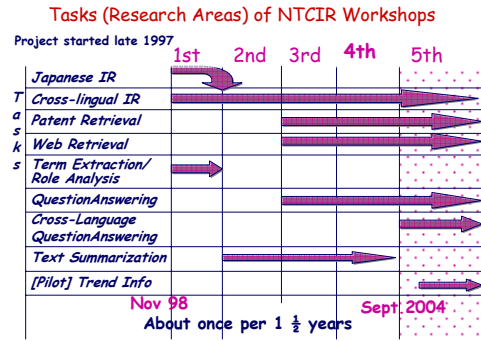 Tasks (Research Areas) of NTCIR Workshops
Project started late 1997
1st 2nd 3rd 4th 5th
Tasks
Japanese IR
Cross-lingual IR
Patent Retrieval
Web Retrieval
Term Extraction/
Role Analysis
QuestionAnswering
Cross-Language
QuestionAnswering
Text Summarization
[Pilot] Trend Info
Nov 98
Sept.2004
About once per 1 ½ years